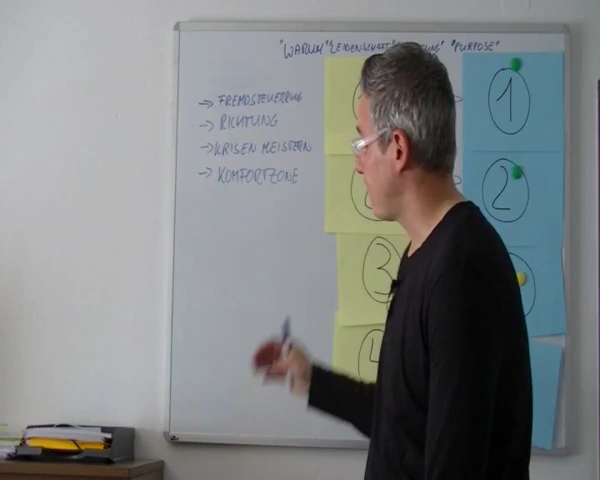 "WARUM" "LEIDENSCHAFT" "PURPOSE"
→ FREMDSTEUERUNG
→ RICHTUNG
→ KRISEN MEISTERN
→ KOMFORTZONE
1
2
3
4